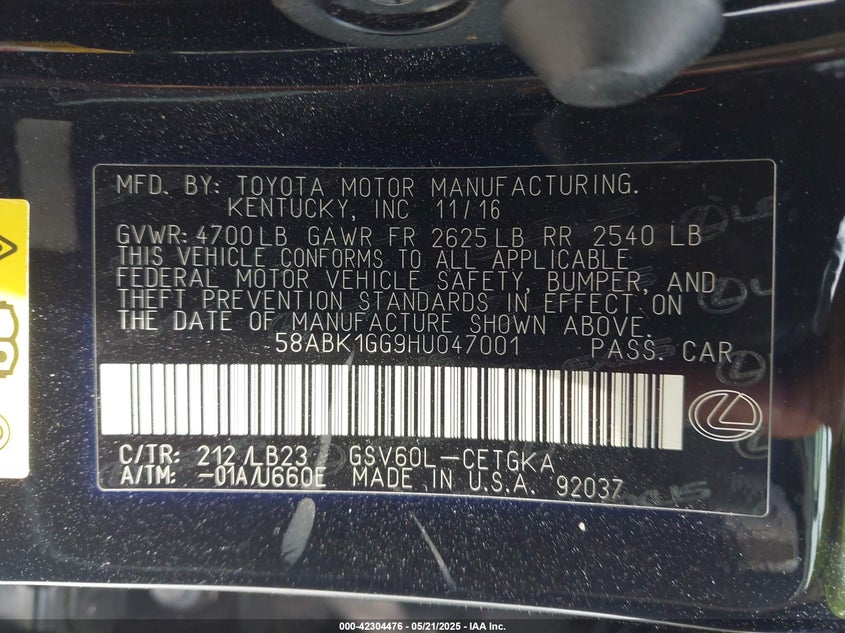 MFD. BY: TOYOTA MOTOR MANUFACTURING.
KENTUCKY, INC 11/16
GVWR: 4700 LB GAWR FR 2625 LB RR 2540 LB
THIS VEHICLE CONFORMS TO ALL APPLICABLE
FEDERAL MOTOR VEHICLE SAFETY, BUMPER, AND
THEFT PREVENTION STANDARDS IN EFFECT ON
THE DATE OF MANUFACTURE SHOWN ABOVE.
58ABK1GG9HU047001 PASS. CAR
C/TR: 212 /LB23 GSV60L-CETGKA
A/TM: -01A/U660E MADE IN U.S.A. 92037
000-42304476 - 05/21/2025 - IAA Inc.